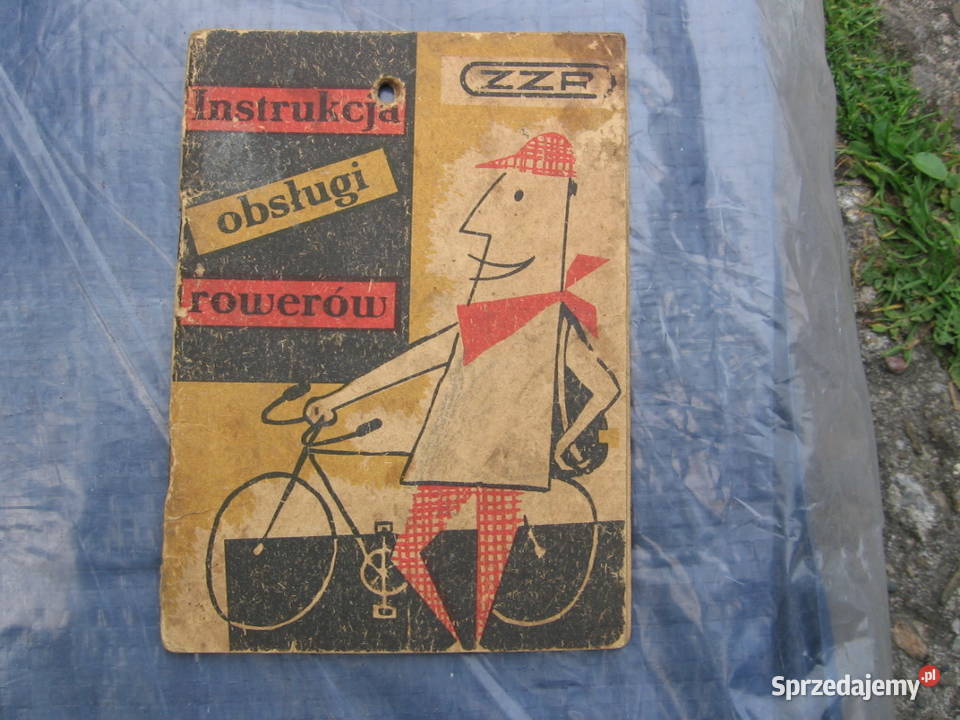 ZZR
Instrukcja
obsługi
rowerów
Sprzedajemy.pl